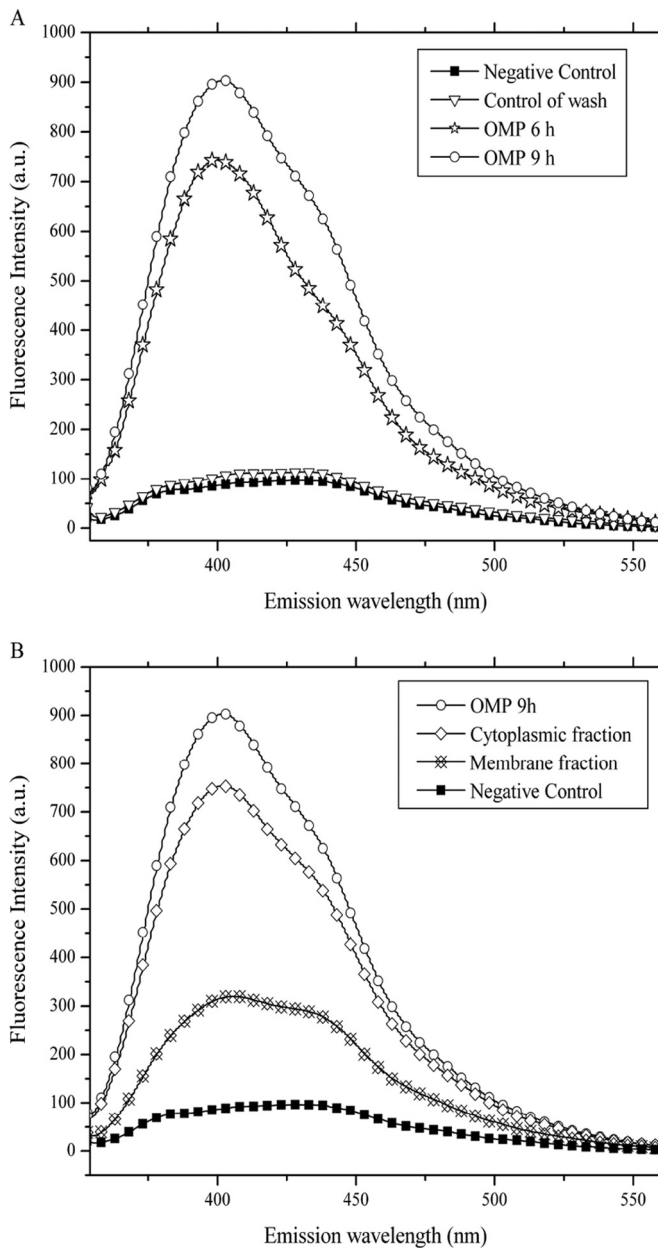 A
1000
900
800
700
600
500
400
300
200
100
0
Fluorescence Intensity (a.u.)
Negative Control
Control of wash
OMP 6 h
OMP 9 h
400
450
500
550
Emission wavelength (nm)
B
1000
900
800
700
600
500
400
300
200
100
0
Fluorescence Intensity (a.u.)
OMP 9h
Cytoplasmic fraction
Membrane fraction
Negative Control
400
450
500
550
Emission wavelength (nm)